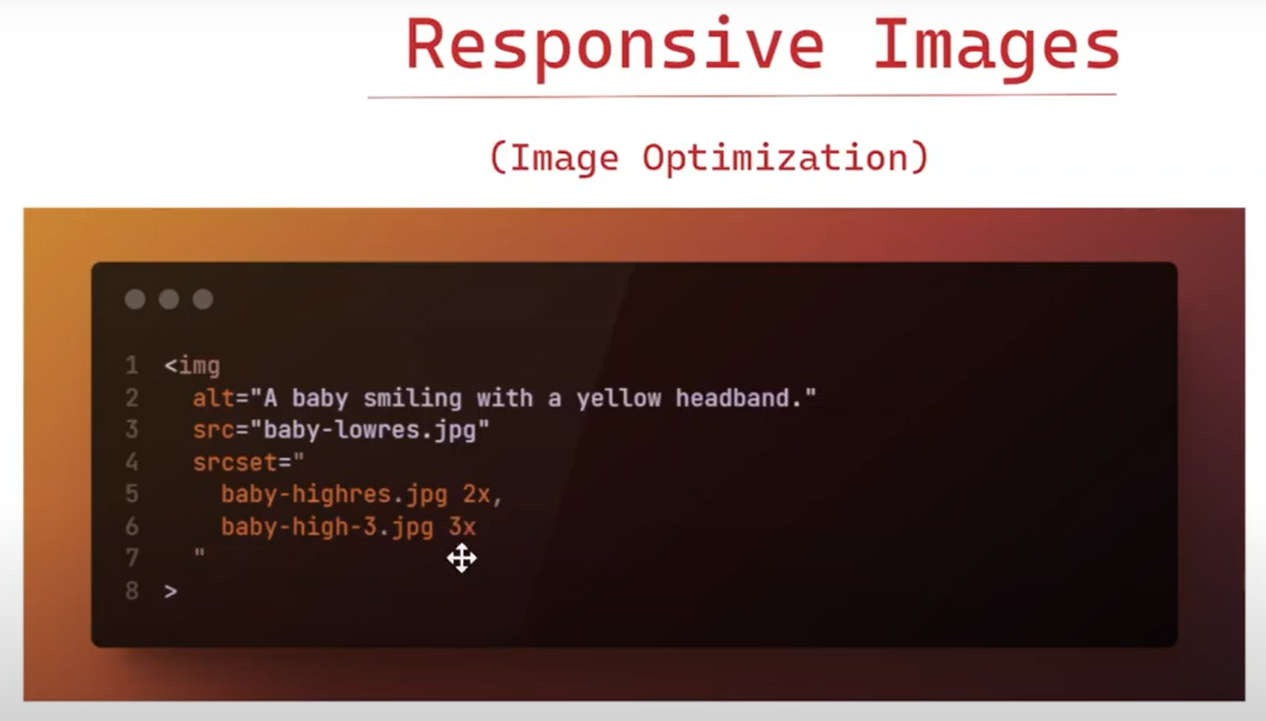 Responsive Images
(Image Optimization)
1 <img
2 alt="A baby smiling with a yellow headband."
3 src="baby-lowres.jpg"
4 srcset="
5 baby-highres.jpg 2x,
6 baby-high-3.jpg 3x
7 "
8 >